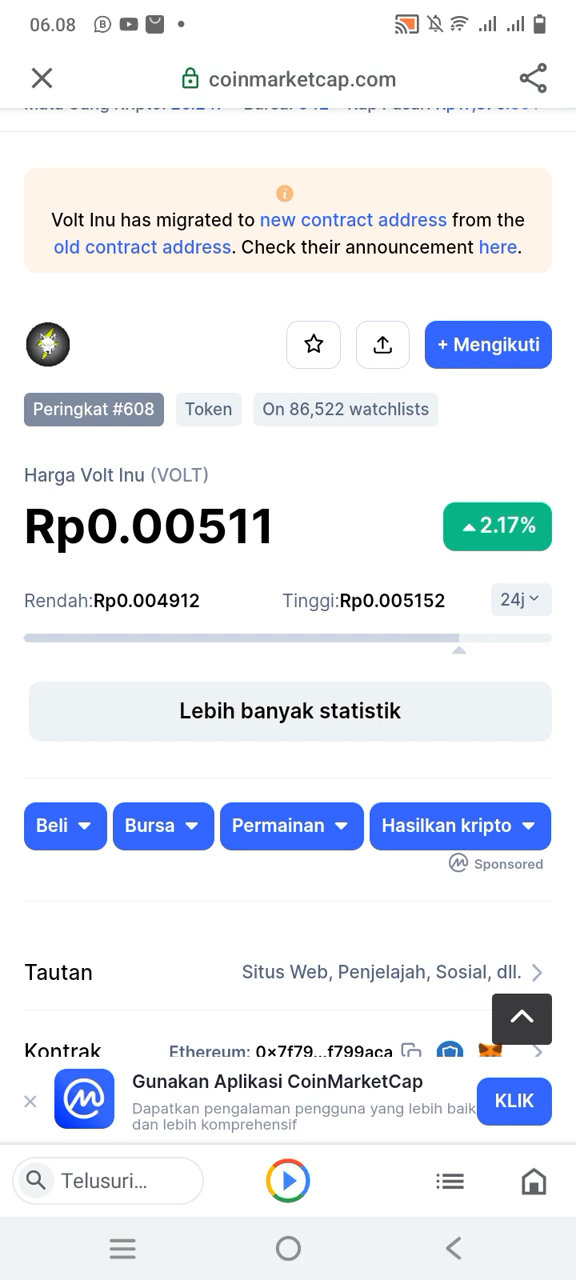 06.08
coinmarketcap.com
Volt Inu has migrated to new contract address from the
old contract address. Check their announcement here.
+ Mengikuti
Peringkat #608 Token On 86,522 watchlists
Harga Volt Inu (VOLT)
Rp0.00511 2.17%
Rendah:Rp0.004912 Tinggi:Rp0.005152 24j
Lebih banyak statistik
Beli Bursa Permainan Hasilkan kripto
Sponsored
Tautan Situs Web, Penjelajah, Sosial, dll.
Kontrak Ethereum: 0x7f79...f799aca
Gunakan Aplikasi CoinMarketCap
Dapatkan pengalaman pengguna yang lebih baik
dan lebih komprehensif
KLIK
Telusuri...